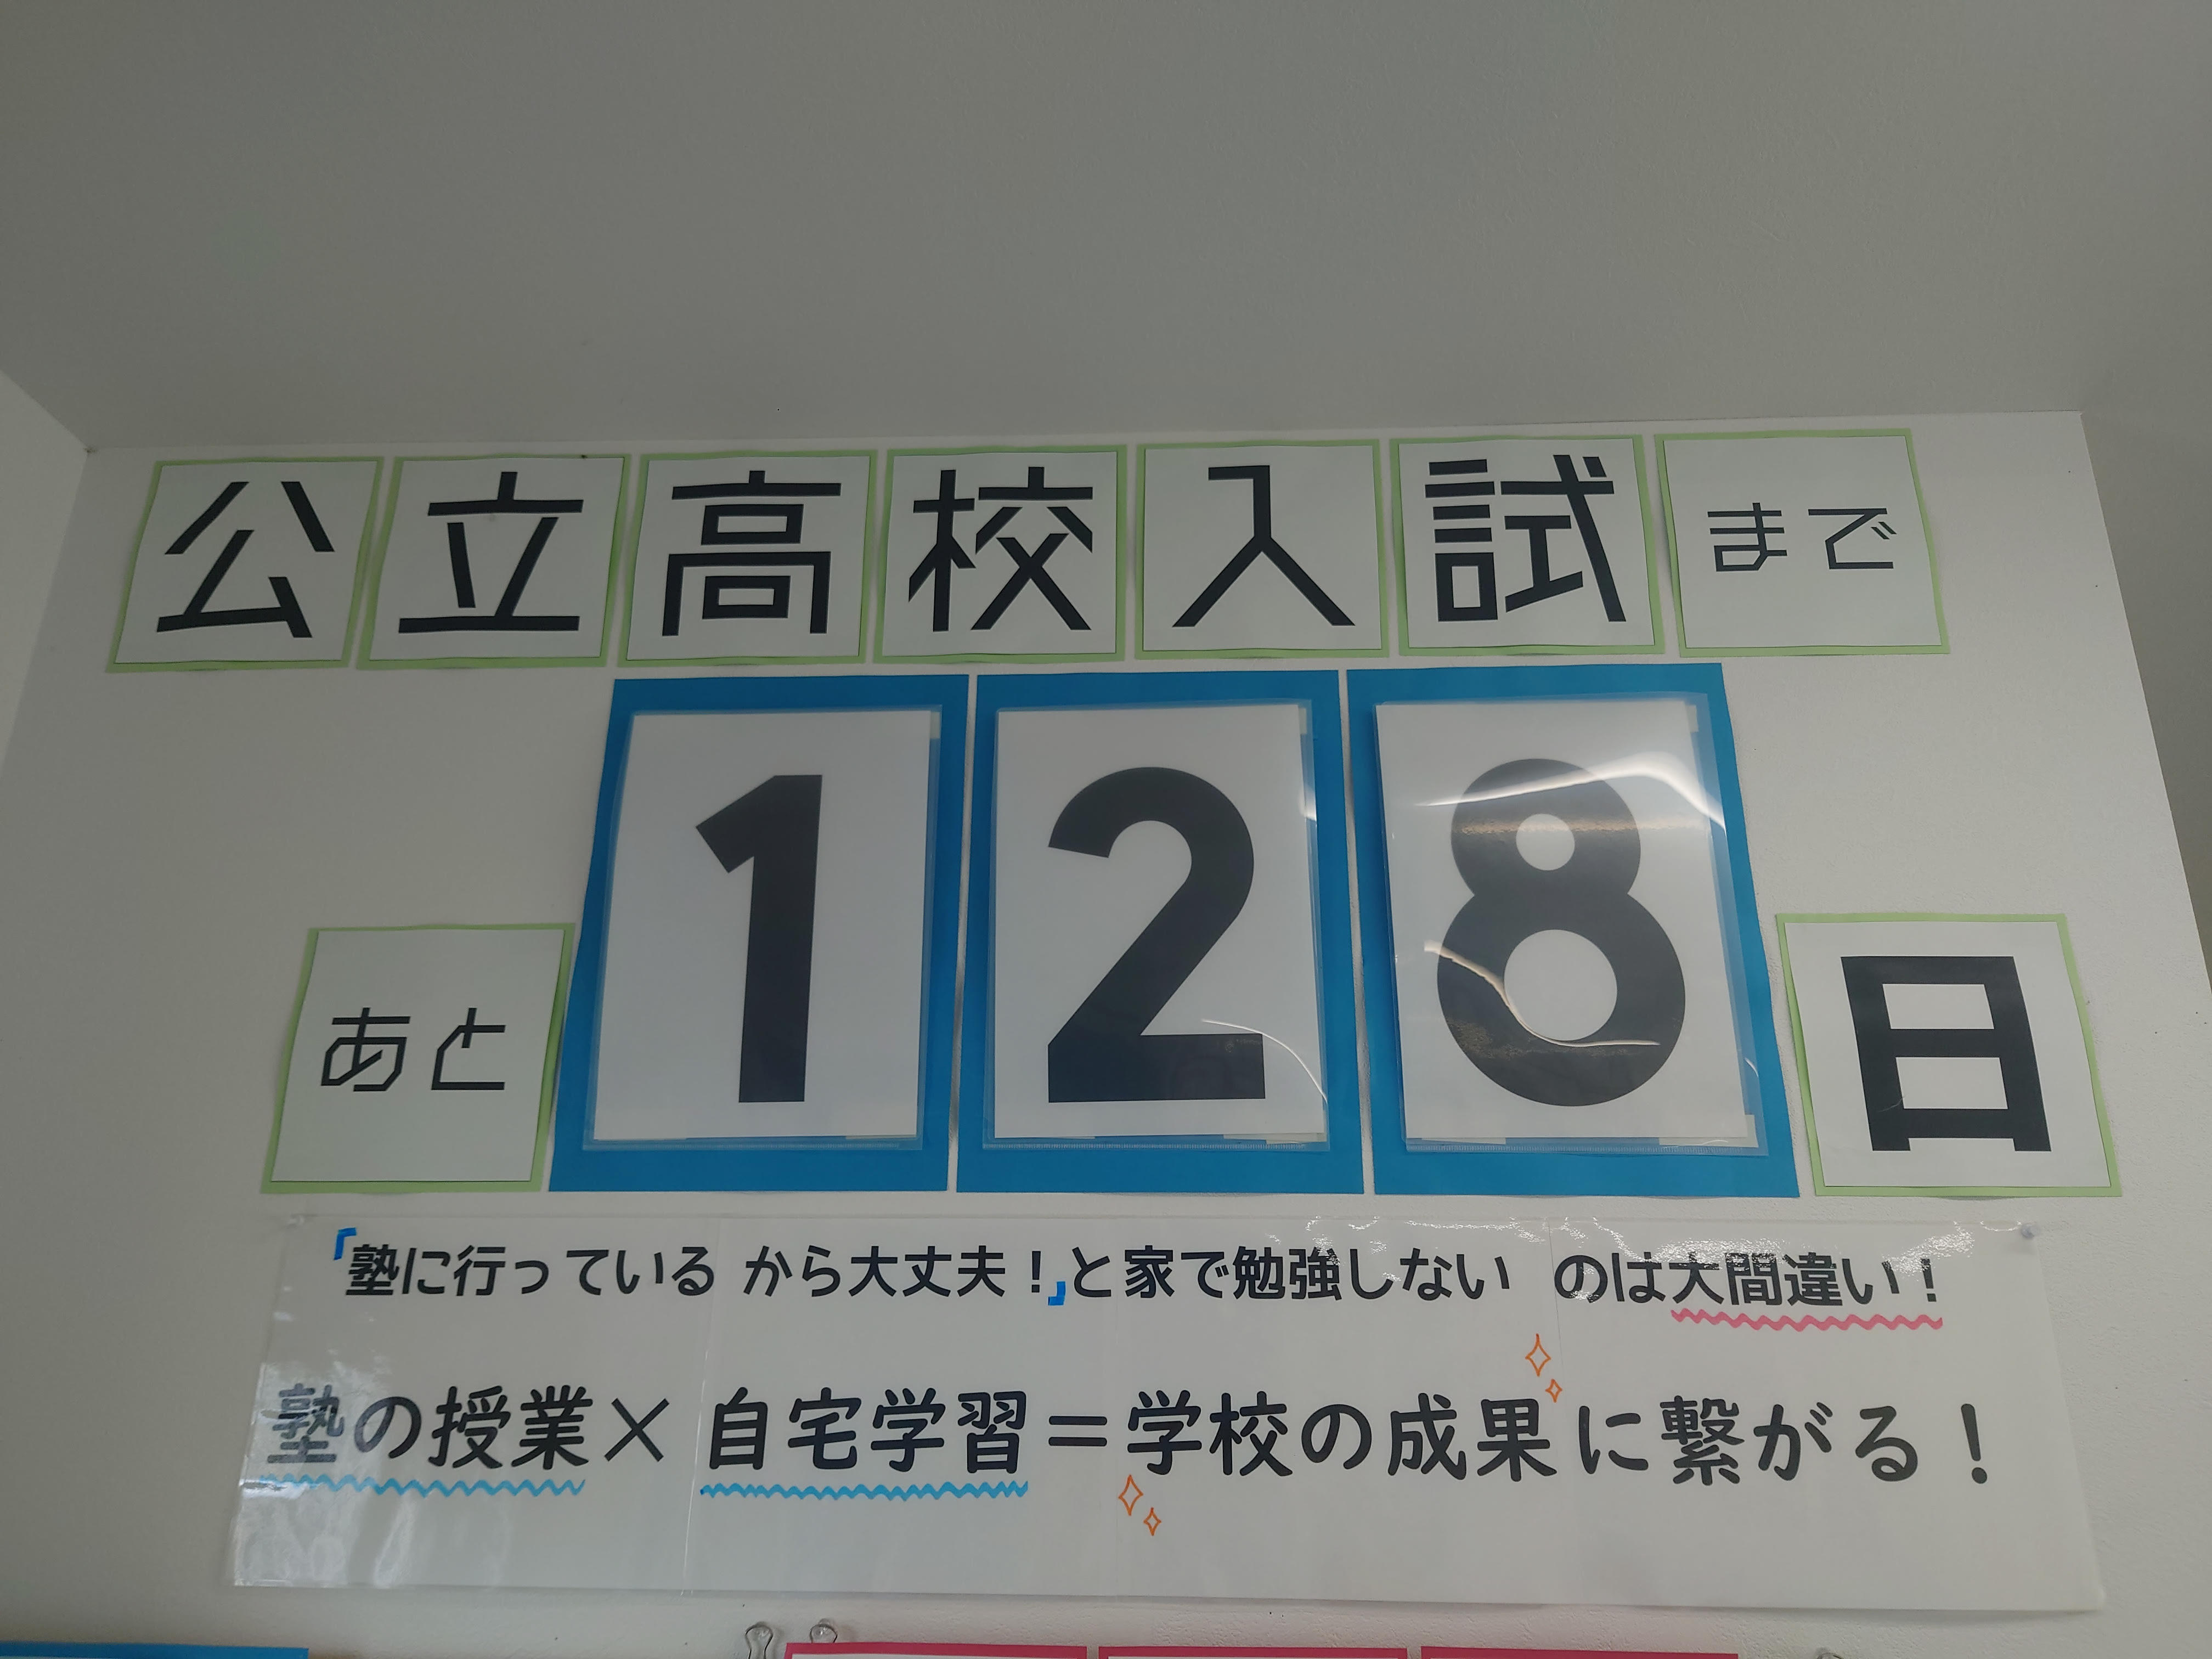 公立高校入試まで
あと128日
「塾に行っているから大丈夫！」と家で勉強しないのは大間違い！
塾の授業×自宅学習＝学校の成果に繋がる！